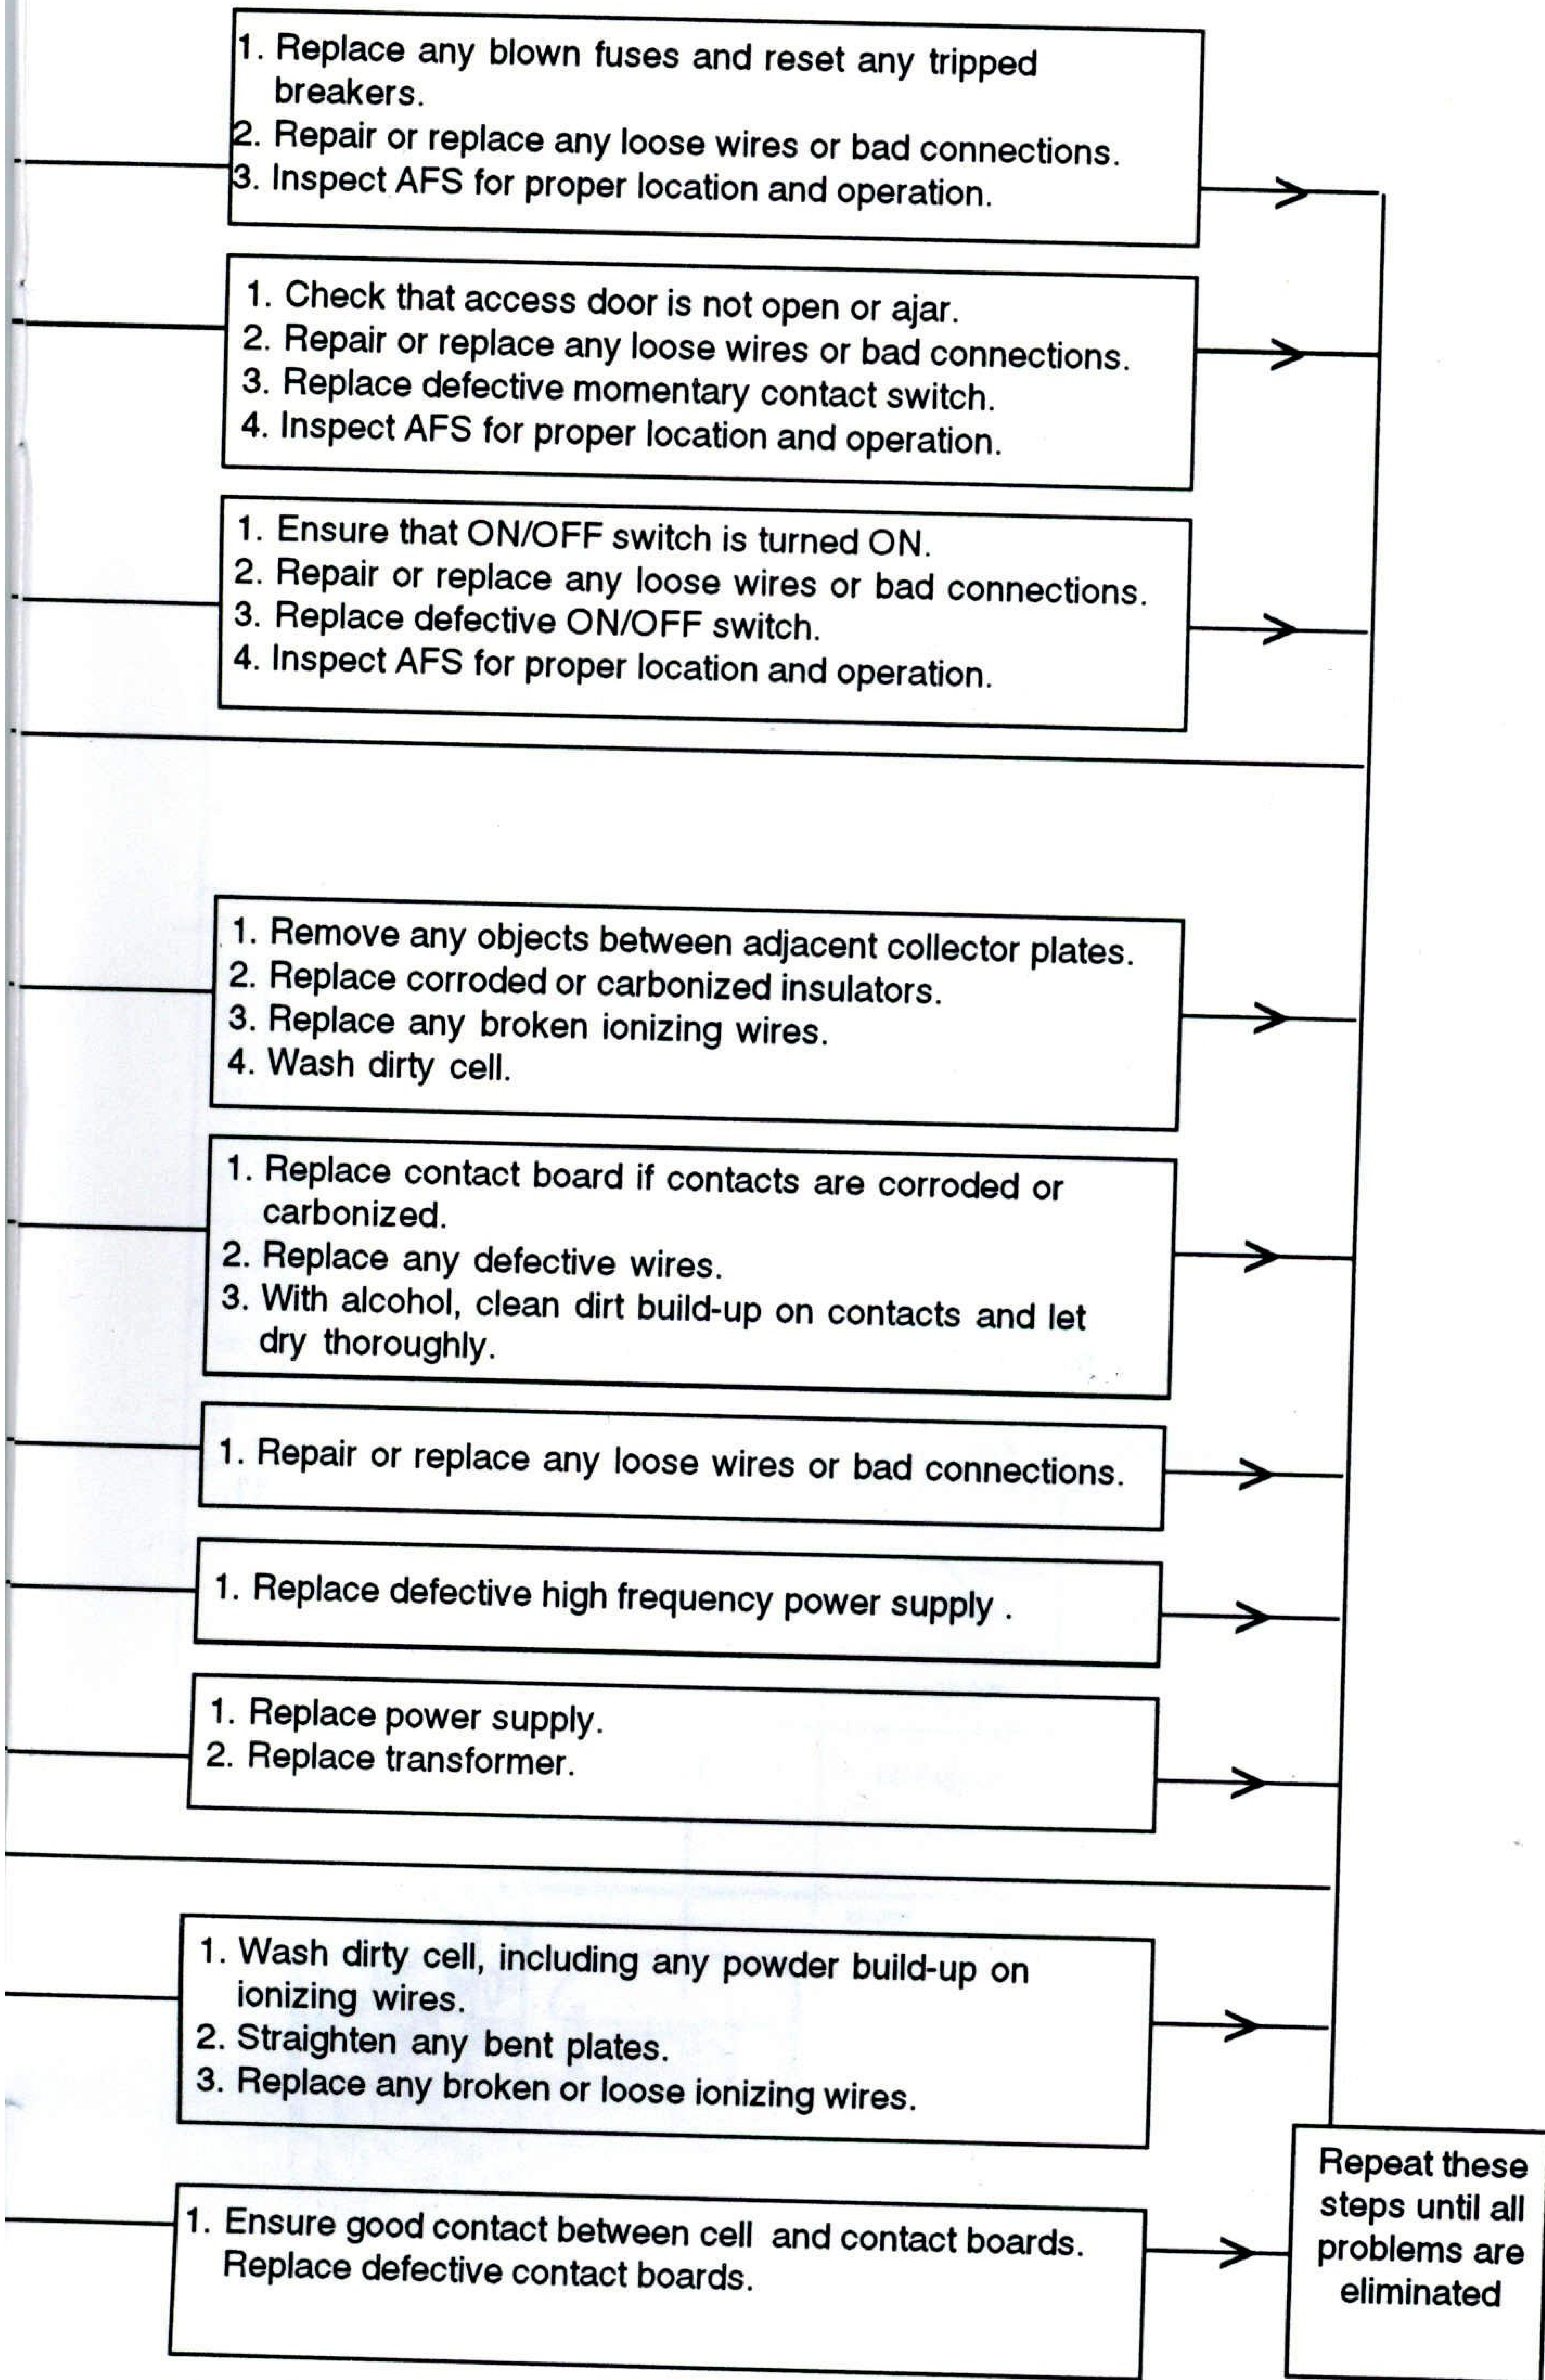 1. Replace any blown fuses and reset any tripped
breakers.
2. Repair or replace any loose wires or bad connections.
3. Inspect AFS for proper location and operation.
1. Check that access door is not open or ajar.
2. Repair or replace any loose wires or bad connections.
3. Replace defective momentary contact switch.
4. Inspect AFS for proper location and operation.
1. Ensure that ON/OFF switch is turned ON.
2. Repair or replace any loose wires or bad connections.
3. Replace defective ON/OFF switch.
4. Inspect AFS for proper location and operation.
1. Remove any objects between adjacent collector plates.
2. Replace corroded or carbonized insulators.
3. Replace any broken ionizing wires.
4. Wash dirty cell.
1. Replace contact board if contacts are corroded or
carbonized.
2. Replace any defective wires.
3. With alcohol, clean dirt build-up on contacts and let
dry thoroughly.
1. Repair or replace any loose wires or bad connections.
1. Replace defective high frequency power supply .
1. Replace power supply.
2. Replace transformer.
1. Wash dirty cell, including any powder build-up on
ionizing wires.
2. Straighten any bent plates.
3. Replace any broken or loose ionizing wires.
1. Ensure good contact between cell and contact boards.
Replace defective contact boards.
Repeat these
steps until all
problems are
eliminated